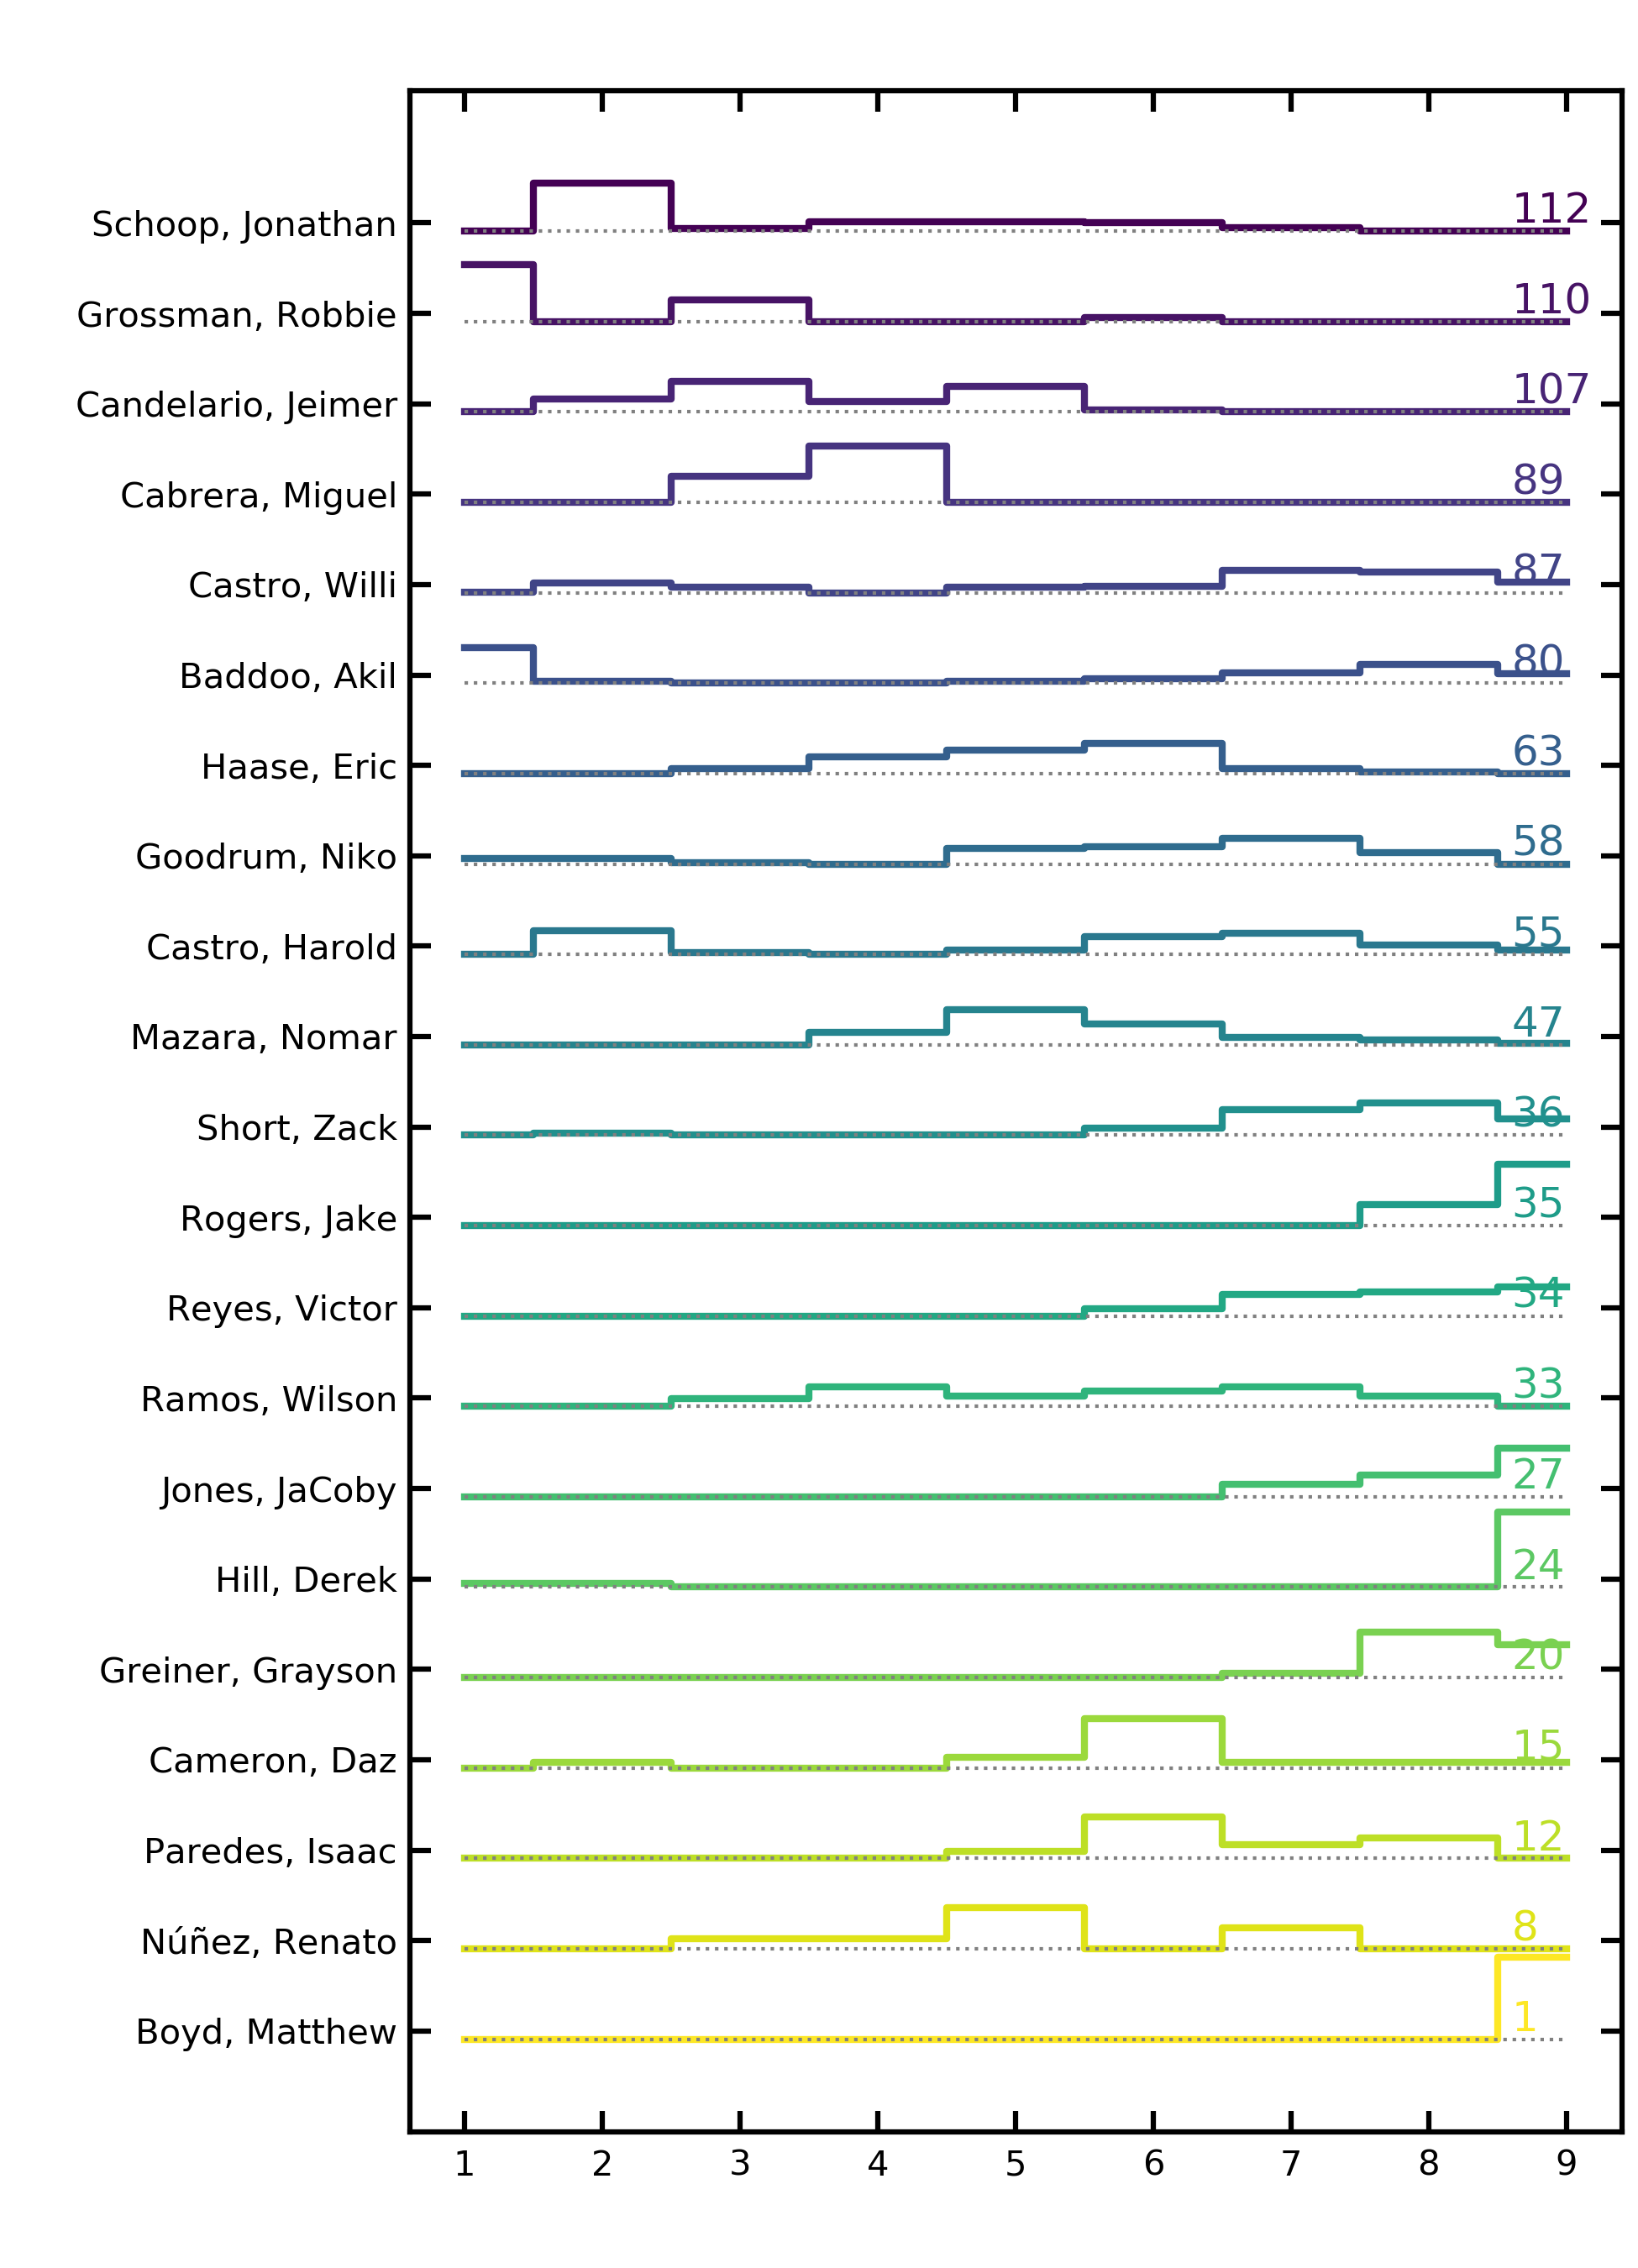 Schoop, Jonathan 112
Grossman, Robbie 110
Candelario, Jeimer 107
Cabrera, Miguel 89
Castro, Willi 87
Baddoo, Akil 80
Haase, Eric 63
Goodrum, Niko 58
Castro, Harold 55
Mazara, Nomar 47
Short, Zack 36
Rogers, Jake 35
Reyes, Victor 34
Ramos, Wilson 33
Jones, JaCoby 27
Hill, Derek 24
Greiner, Grayson 20
Cameron, Daz 15
Paredes, Isaac 12
Núñez, Renato 8
Boyd, Matthew 1
1 2 3 4 5 6 7 8 9